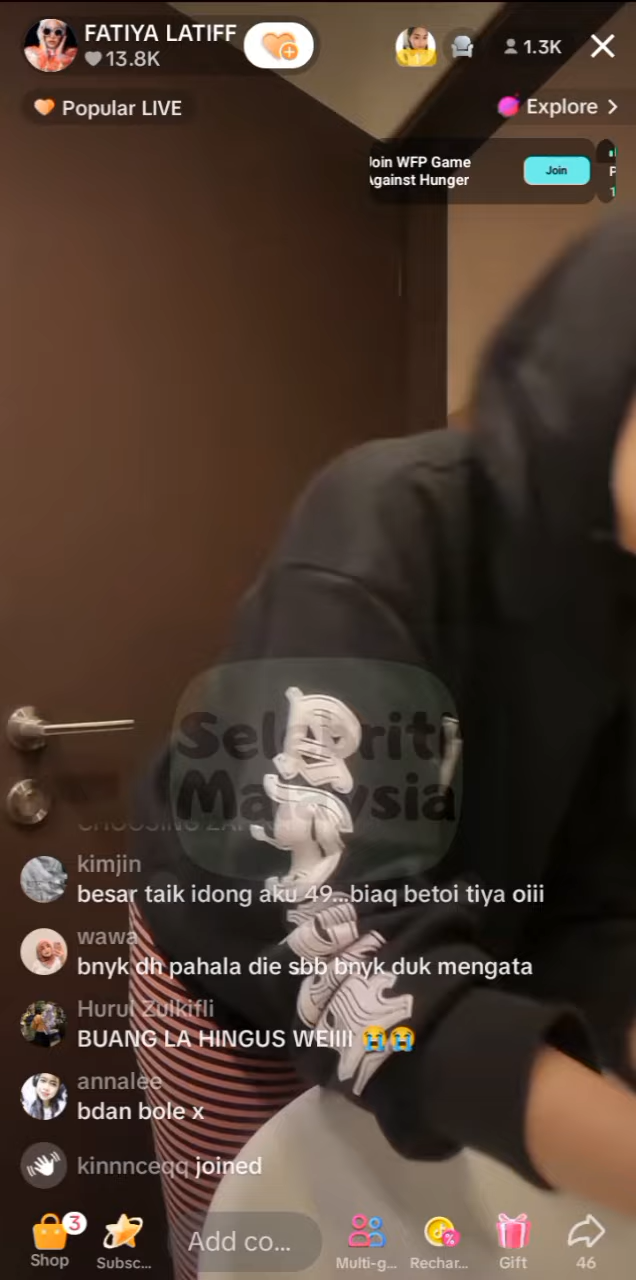 FATIYA LATIFF
13.8K
1.3K
Popular LIVE
Explore >
Join WFP Game
Against Hunger
Join
Selebriti
Malaysia
kimjin
besar taik idong aku 49...biaq betoi tiya oiii
wawa
bnyk dh pahala die sbb bnyk duk mengata
Hurul Zulkifli
BUANG LA HINGUS WEIIII 😭😭
annalee
bdan bole x
kinnnceqq joined
3
Shop
Subsc...
Add co...
Multi-g...
Rechar...
Gift
46